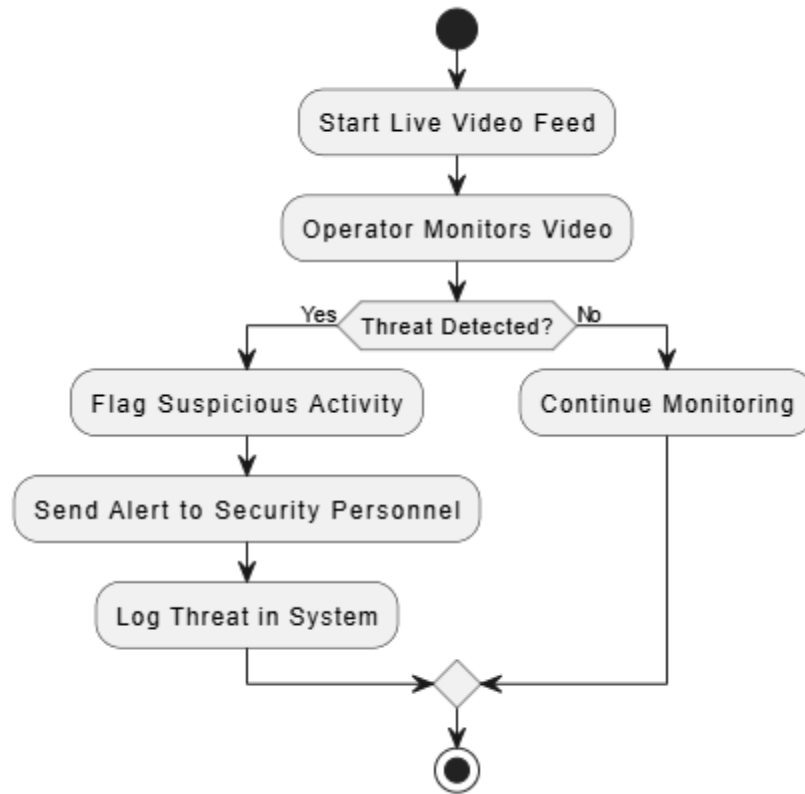 Start Live Video Feed
Operator Monitors Video
Threat Detected?
Yes
No
Flag Suspicious Activity
Continue Monitoring
Send Alert to Security Personnel
Log Threat in System